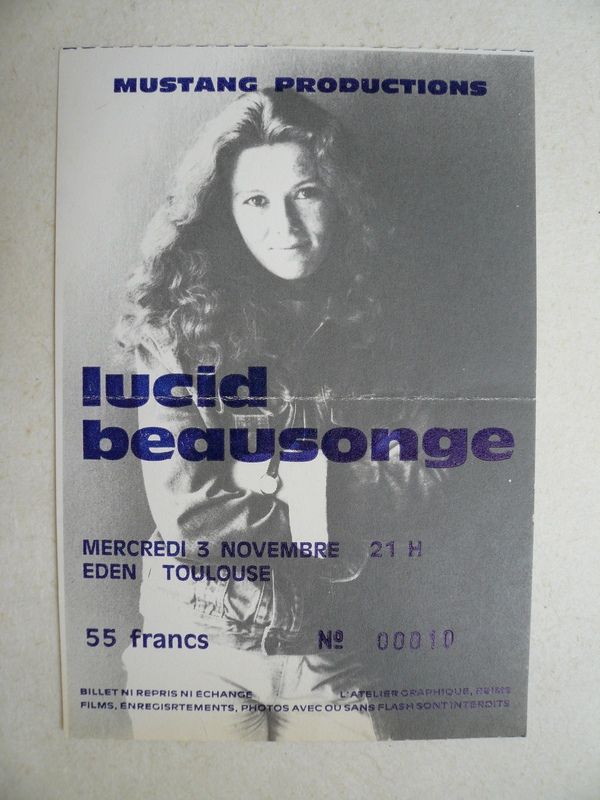 MUSTANG PRODUCTIONS
lucid
beausonge
MERCREDI 3 NOVEMBRE 21 H
EDEN TOULOUSE
55 francs Nº 00010
BILLET NI REPRIS NI ÉCHANGE L'ATELIER GRAPHIQUE, REIMS
FILMS, ENREGISRTEMENTS, PHOTOS AVEC OU SANS FLASH SONT INTERDITS